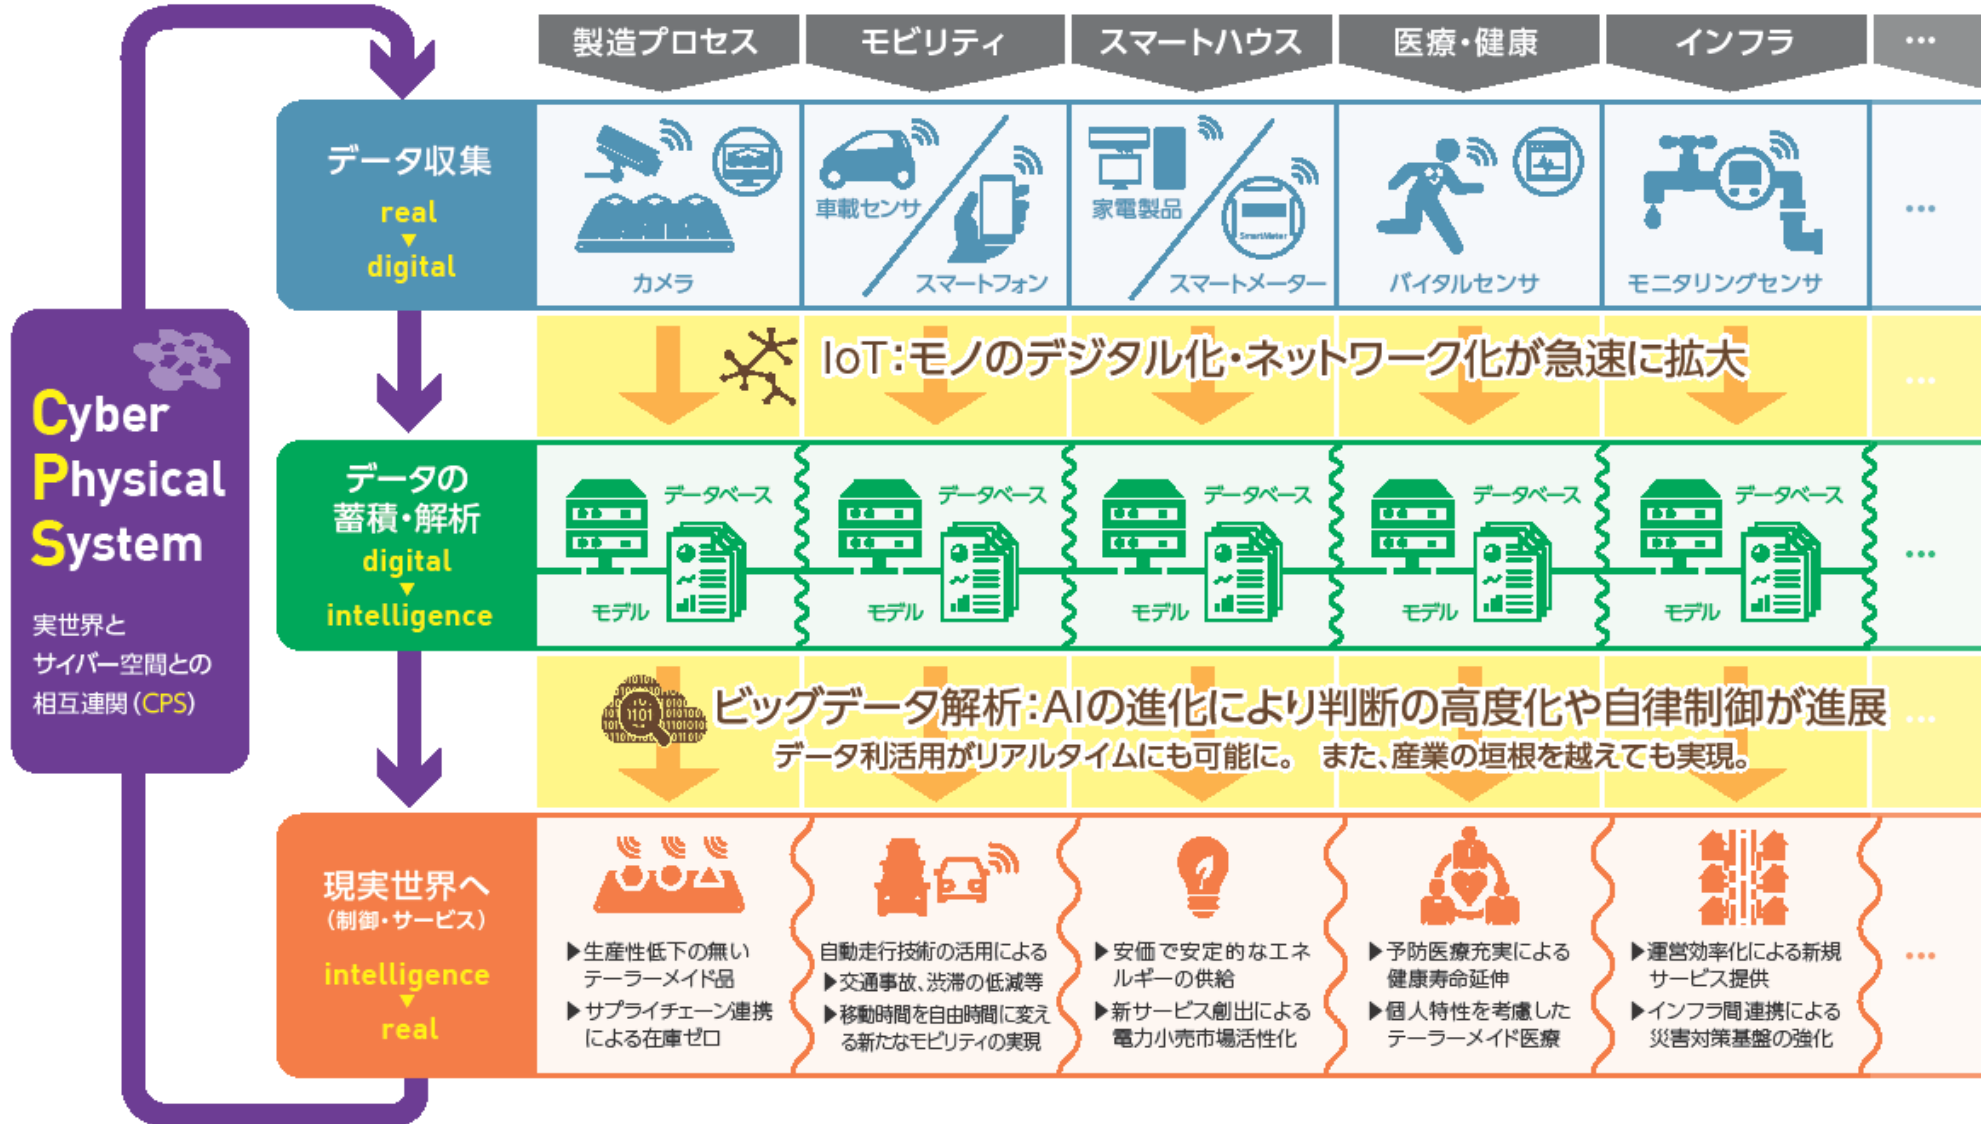 製造プロセス
モビリティ
スマートハウス
医療・健康
インフラ
…
データ収集
real
▼
digital
カメラ
車載センサ
スマートフォン
家電製品
SmartMeter
スマートメーター
バイタルセンサ
モニタリングセンサ
…
IoT：モノのデジタル化・ネットワーク化が急速に拡大
…
Cyber
Physical
System
実世界と
サイバー空間との
相互連関（CPS）
データの
蓄積・解析
digital
▼
intelligence
データベース
モデル
データベース
モデル
データベース
モデル
データベース
モデル
データベース
モデル
…
ビッグデータ解析：AIの進化により判断の高度化や自律制御が進展
データ利活用がリアルタイムにも可能に。 また、産業の垣根を越えても実現。
…
現実世界へ
（制御・サービス）
intelligence
▼
real
▶生産性低下の無い
テーラーメイド品
▶サプライチェーン連携
による在庫ゼロ
自動走行技術の活用による
▶交通事故、渋滞の低減等
▶移動時間を自由時間に変え
る新たなモビリティの実現
▶安価で安定的なエネ
ルギーの供給
▶新サービス創出による
電力小売市場活性化
▶予防医療充実による
健康寿命延伸
▶個人特性を考慮した
テーラーメイド医療
▶運営効率化による新規
サービス提供
▶インフラ間連携による
災害対策基盤の強化
…